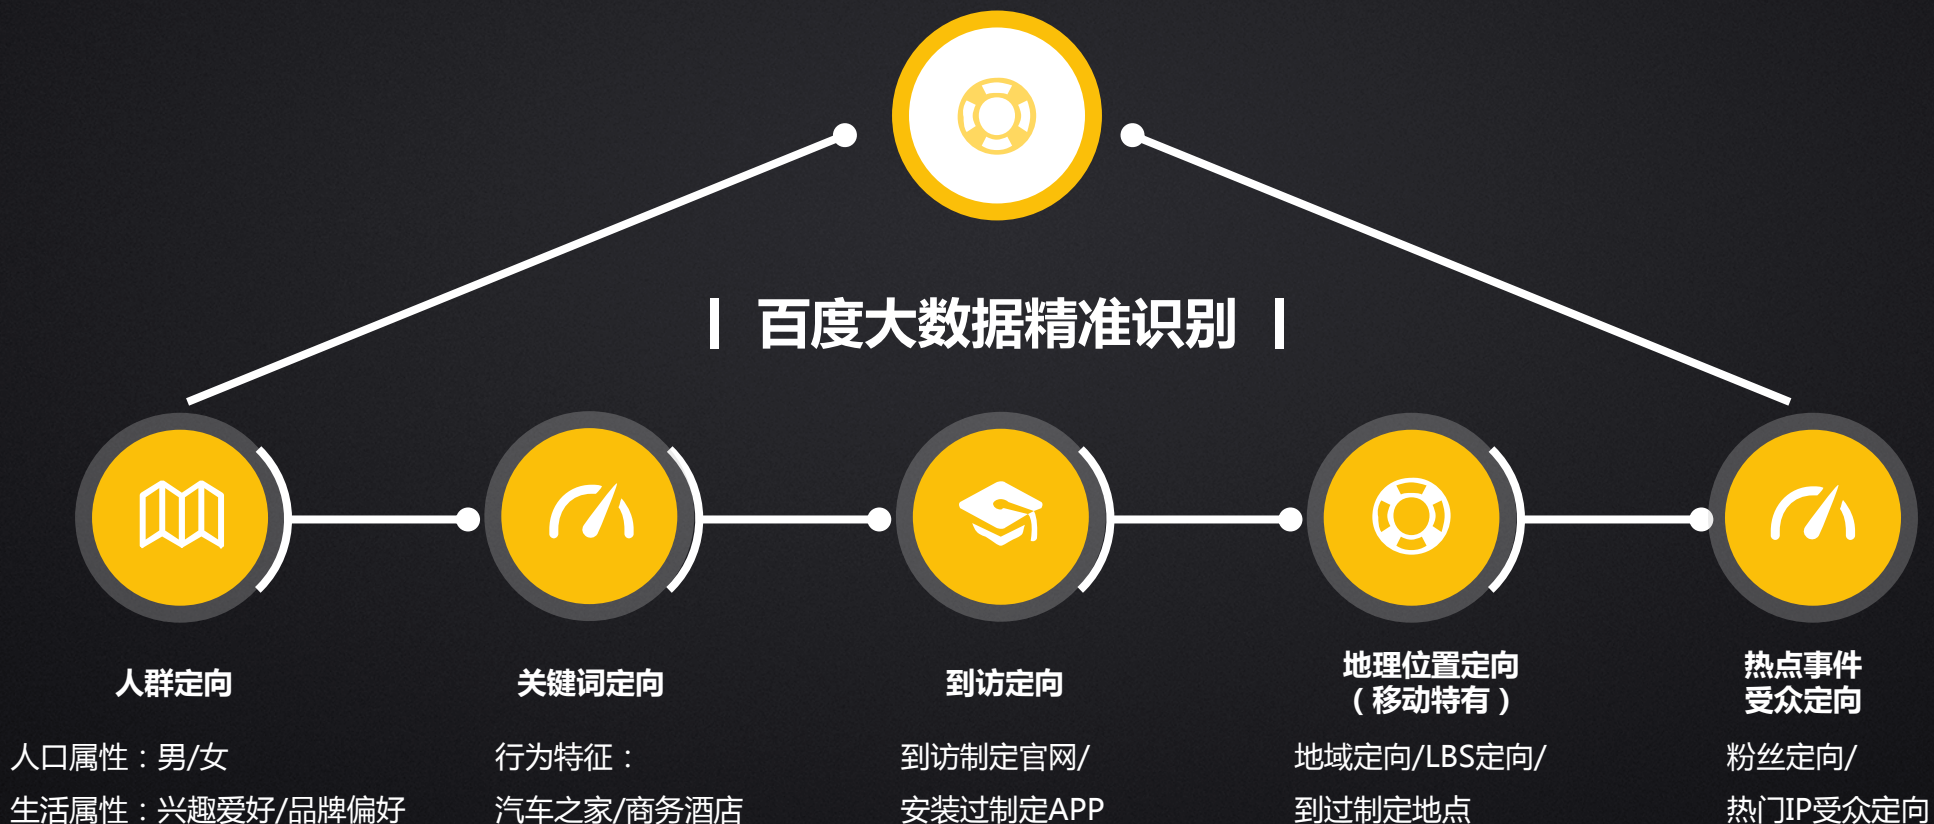 百度大数据精准识别
人群定向
关键词定向
到访定向
地理位置定向
（移动特有）
热点事件
受众定向
人口属性：男/女
生活属性：兴趣爱好/品牌偏好
行为特征：
汽车之家/商务酒店
到访制定官网/
安装过制定APP
地域定向/LBS定向/
到过制定地点
粉丝定向/
热门IP受众定向